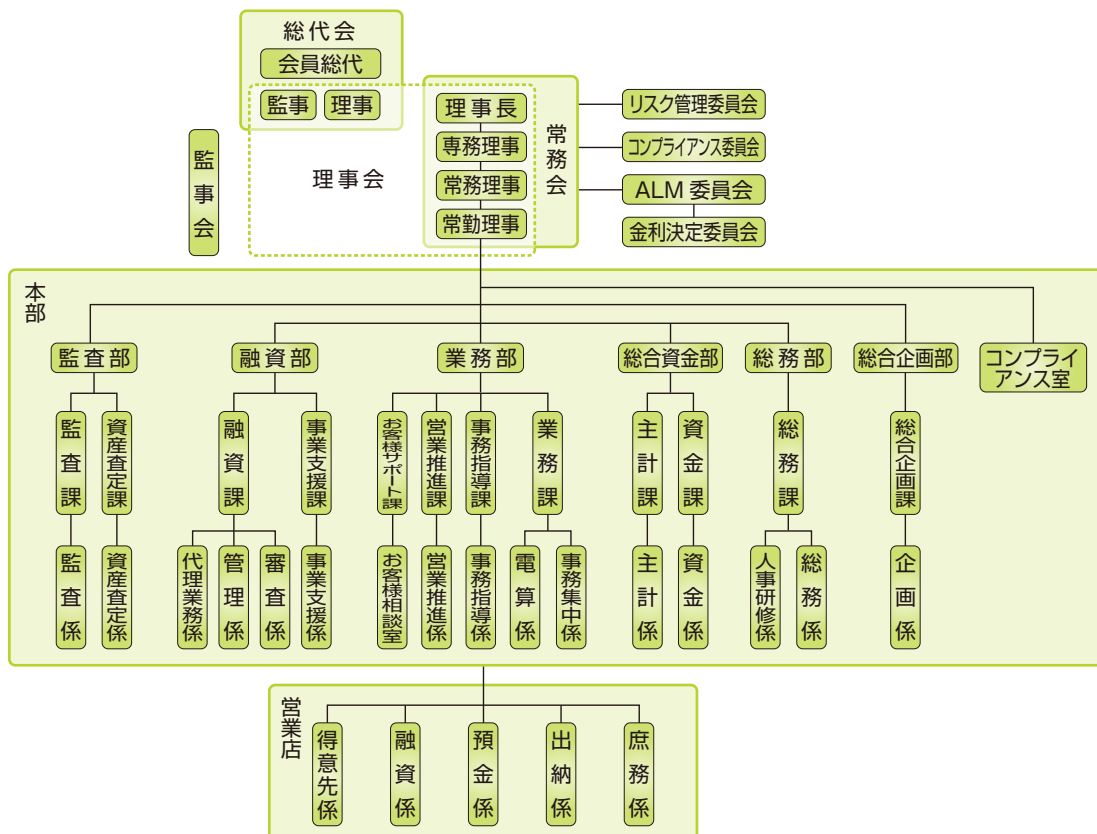 総代会
会員総代
監事
理事
監事会
理事会
理事長
専務理事
常務理事
常勤理事
常務会
リスク管理委員会
コンプライアンス委員会
ALM 委員会
金利決定委員会
本部
監査部
融資部
業務部
総合資金部
総務部
総合企画部
コンプライ
アンス室
監査課
資産査定課
融資課
事業支援課
お客様サポート課
営業推進課
事務指導課
業務課
主計課
資金課
総務課
総合企画課
監査係
資産査定係
代理業務係
管理係
審査係
事業支援係
お客様相談室
営業推進係
事務指導係
電算係
事務集中係
主計係
資金係
人事研修係
総務係
企画係
営業店
得意先係
融資係
預金係
出納係
庶務係